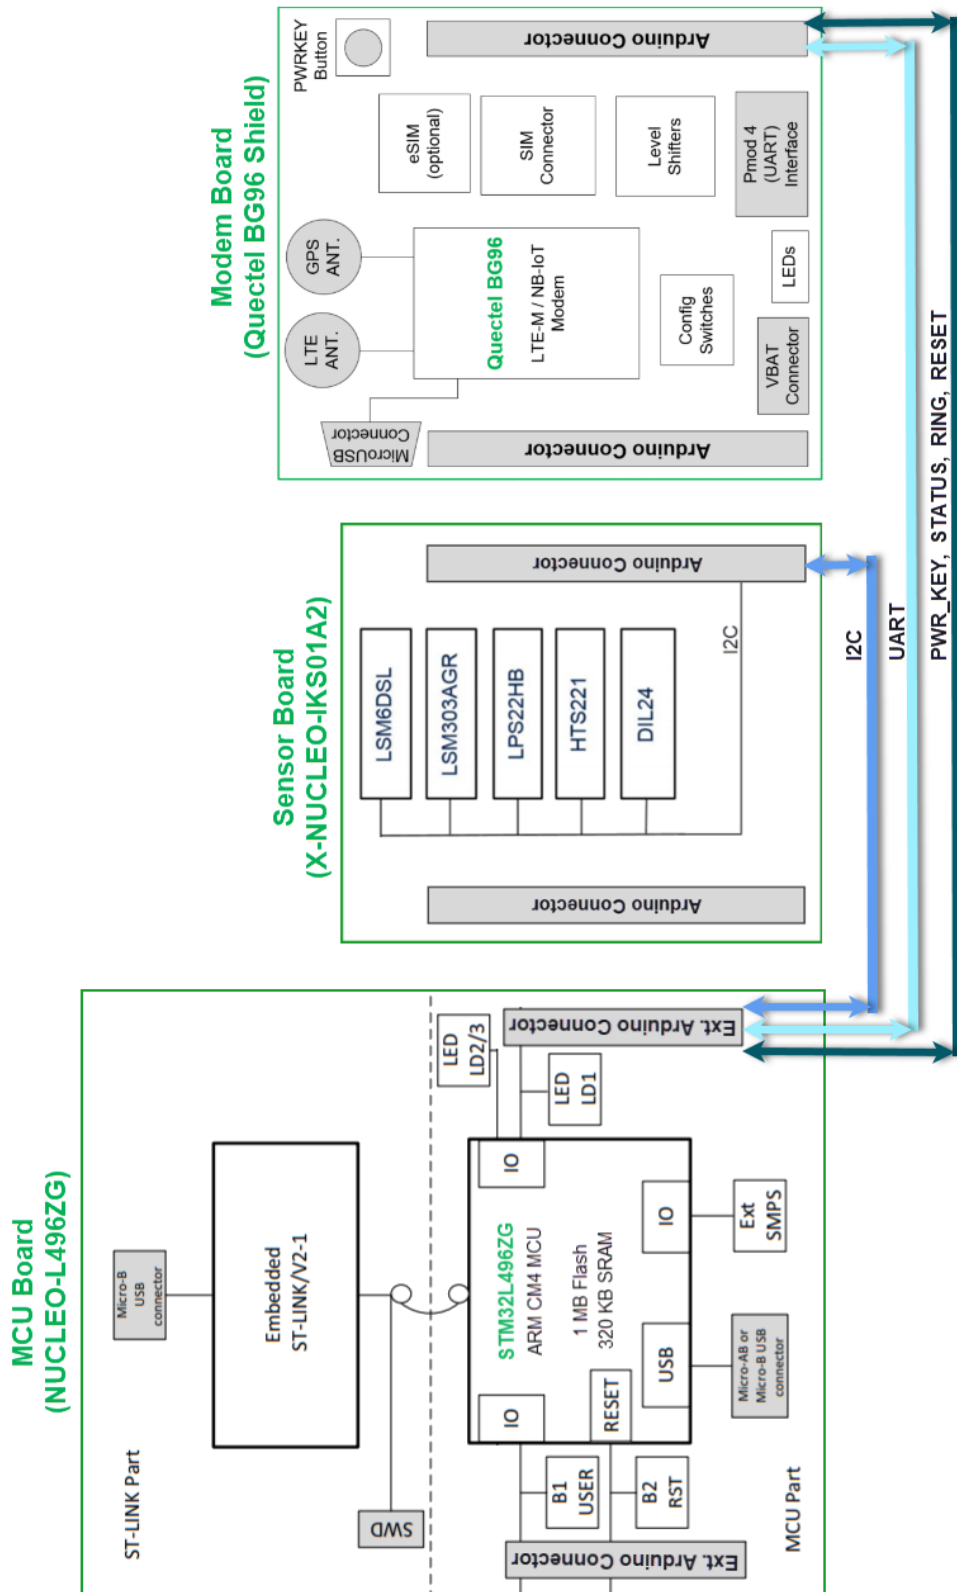 MCU Board
(NUCLEO-L496ZG)
ST-LINK Part
Micro-B
USB
connector
Embedded
ST-LINK/V2-1
SWD
LED
LD2/3
Ext. Arduino Connector
LED
LD1
IO
IO
STM32L496ZG
ARM CM4 MCU
1 MB Flash
320 KB SRAM
RESET
USB
IO
B1
USER
B2
RST
Ext. Arduino Connector
Micro-AB or
Micro-B USB
connector
Ext
SMPS
MCU Part
Sensor Board
(X-NUCLEO-IKS01A2)
Arduino Connector
LSM6DSL
LSM303AGR
LPS22HB
HTS221
DIL24
I2C
Arduino Connector
Modem Board
(Quectel BG96 Shield)
MicroUSB
Connector
LTE
ANT.
GPS
ANT.
PWRKEY
Button
eSIM
(optional)
SIM
Connector
Level
Shifters
Quectel BG96
LTE-M / NB-IoT
Modem
Config
Switches
Arduino Connector
Arduino Connector
VBAT
Connector
LEDs
Pmod 4
(UART)
Interface
I2C
UART
PWR_KEY, STATUS, RING, RESET